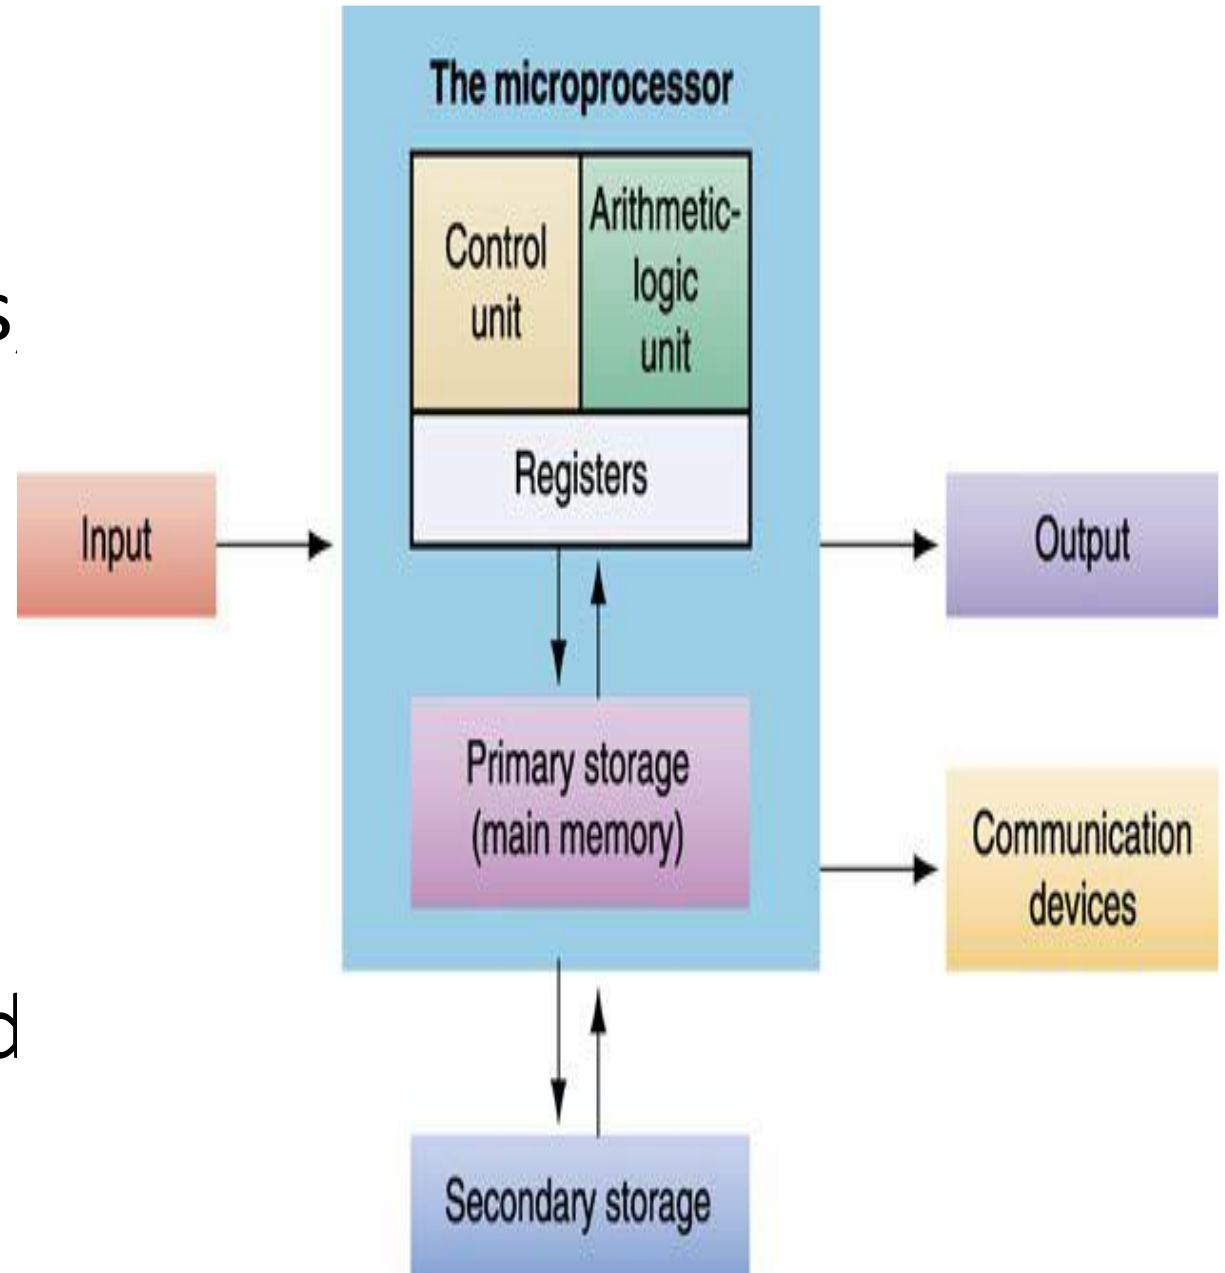 The microprocessor
Control
unit
Arithmetic-
logic
unit
Registers
Input
Output
Primary storage
(main memory)
Communication
devices
Secondary storage
s
d